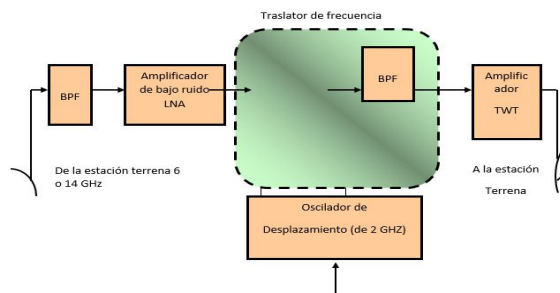 Traslator de frecuencia
BPF
Amplificador
de bajo ruido
LNA
BPF
Amplific
ador
TWT
De la estación terrena 6
o 14 GHz
A la estación
Terrena
Oscilador de
Desplazamiento (de 2 GHZ)